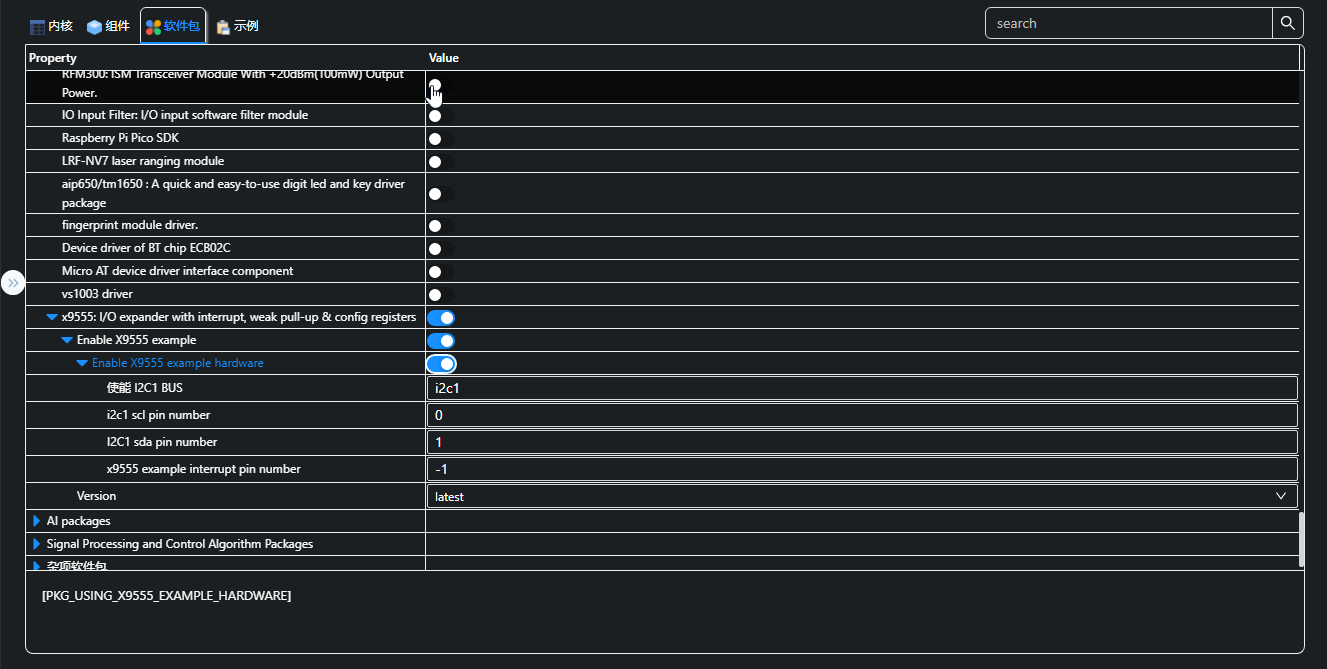 内核 组件 软件包 示例 search
Property Value
RFM300: ISM Transceiver Module With +20dBm(100mW) Output
Power.
IO Input Filter: I/O input software filter module
Raspberry Pi Pico SDK
LRF-NV7 laser ranging module
aip650/tm1650 : A quick and easy-to-use digit led and key driver
package
fingerprint module driver.
Device driver of BT chip ECB02C
Micro AT device driver interface component
vs1003 driver
x9555: I/O expander with interrupt, weak pull-up & config registers
Enable X9555 example
Enable X9555 example hardware
使能 I2C1 BUS i2c1
i2c1 scl pin number 0
I2C1 sda pin number 1
x9555 example interrupt pin number -1
Version latest
AI packages
Signal Processing and Control Algorithm Packages
杂项软件包
[PKG_USING_X9555_EXAMPLE_HARDWARE]